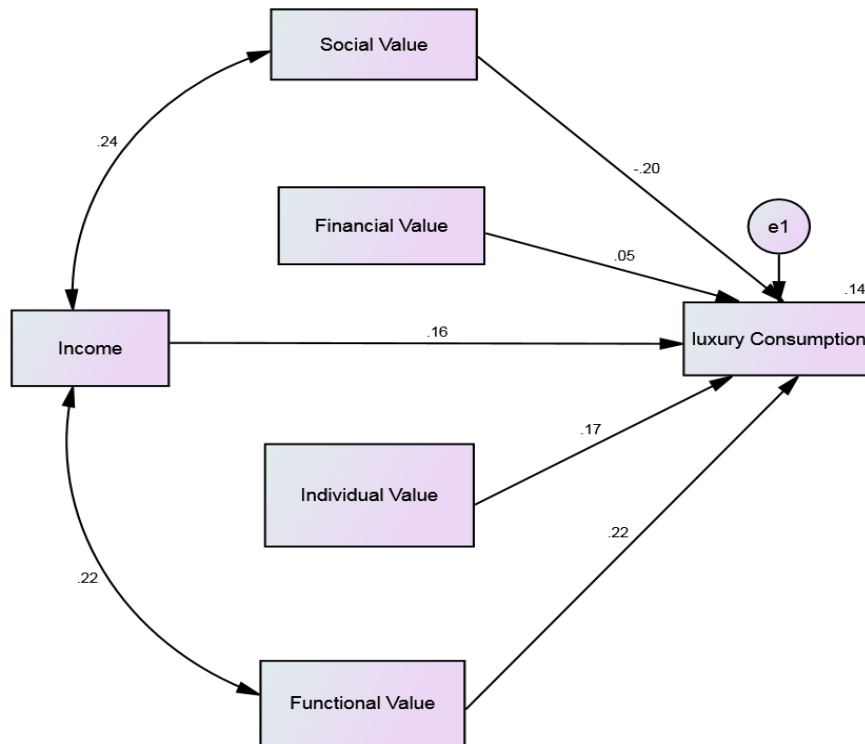 Social Value
.24
-.20
Financial Value
e1
.05
.14
Income
.16
luxury Consumption
.17
Individual Value
.22
.22
Functional Value